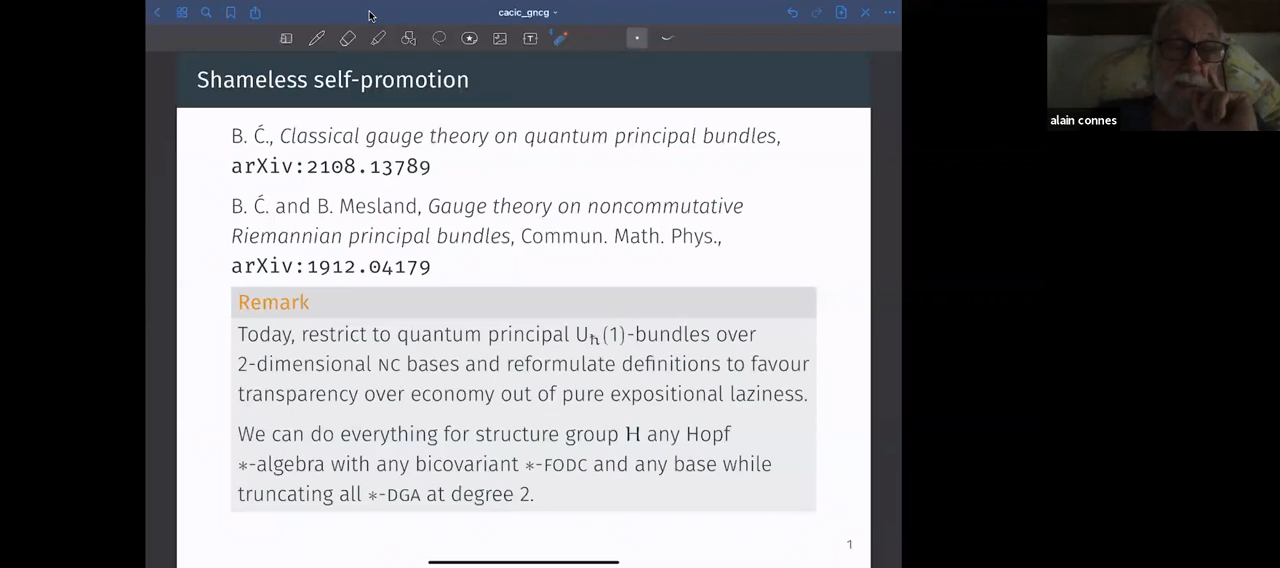 cacic_gncg
Shameless self-promotion
B. Ć., Classical gauge theory on quantum principal bundles,
arXiv:2108.13789
B. Ć. and B. Mesland, Gauge theory on noncommutative
Riemannian principal bundles, Commun. Math. Phys.,
arXiv:1912.04179
Remark
Today, restrict to quantum principal Uħ(1)-bundles over
2-dimensional NC bases and reformulate definitions to favour
transparency over economy out of pure expositional laziness.
We can do everything for structure group H any Hopf
∗-algebra with any bicovariant ∗-FODC and any base while
truncating all ∗-DGA at degree 2.
1
alain connes